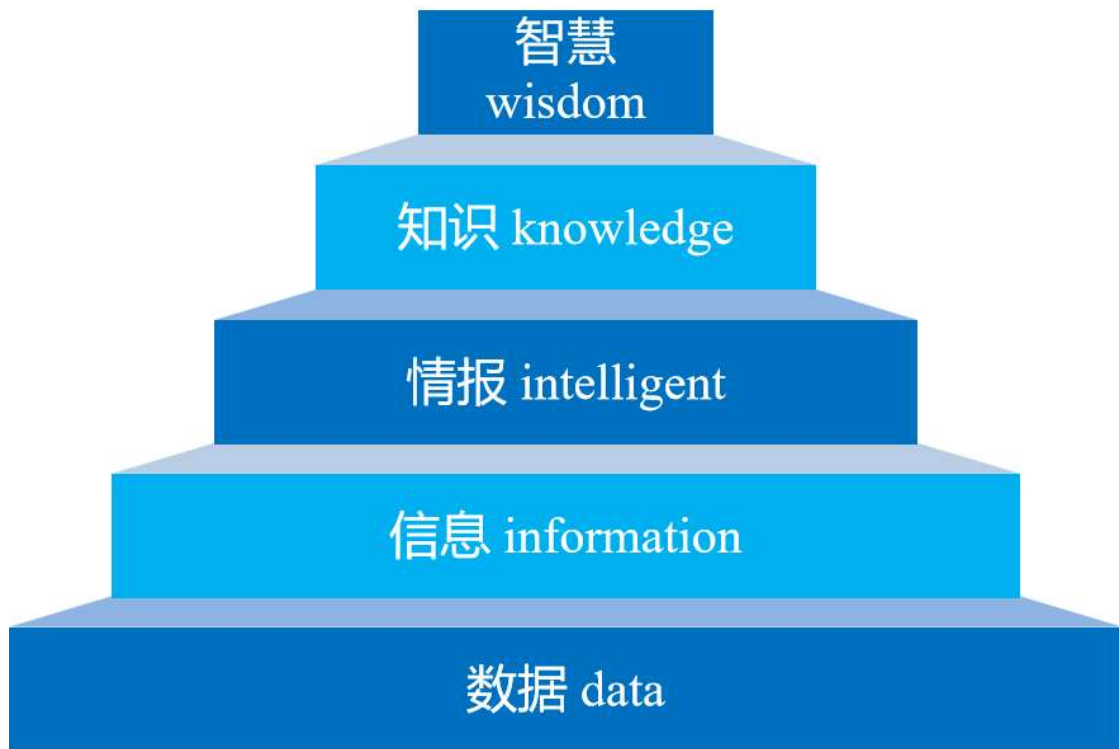 智慧
wisdom
知识 knowledge
情报 intelligent
信息 information
数据 data